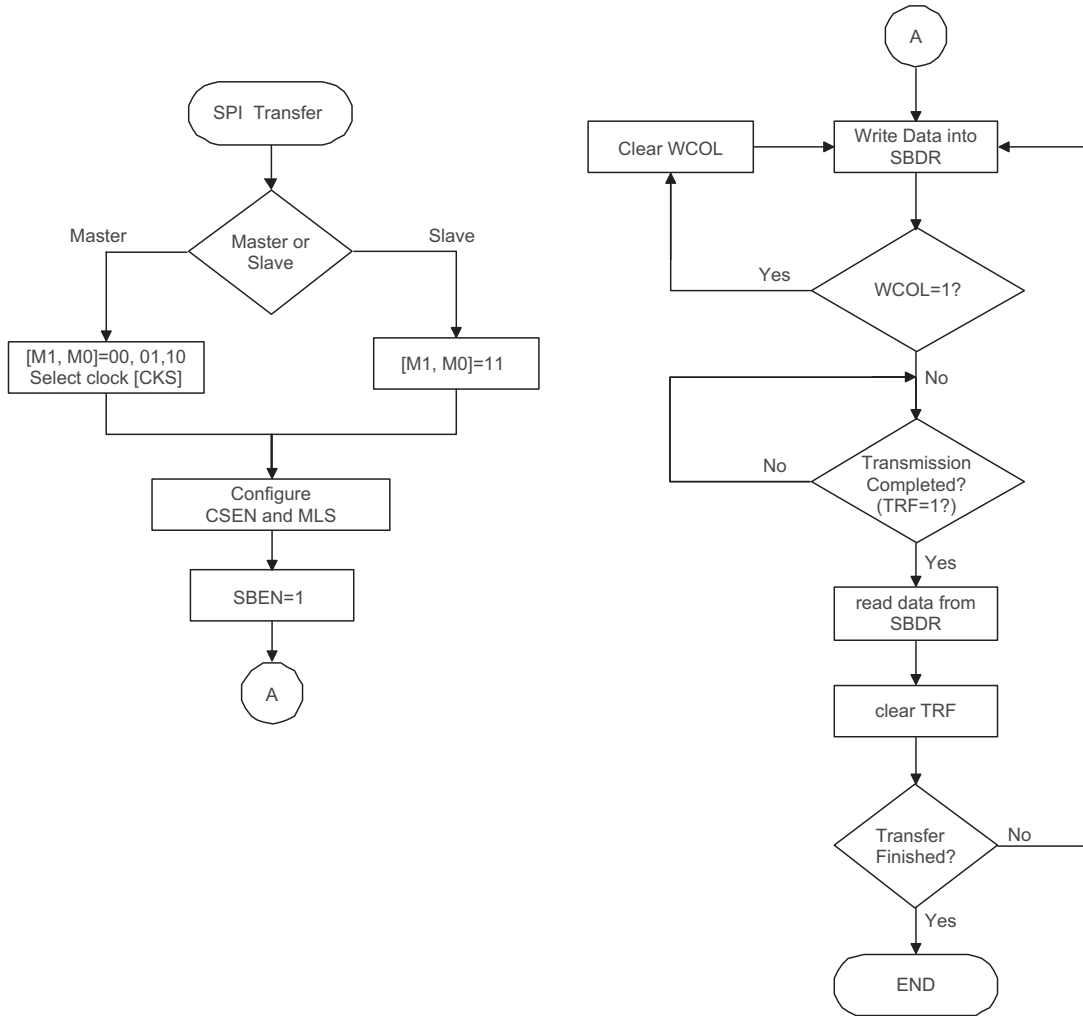 SPI Transfer
Master or
Slave
Master
Slave
[M1, M0]=00, 01,10
Select clock [CKS]
[M1, M0]=11
Configure
CSEN and MLS
SBEN=1
A
A
Write Data into
SBDR
Clear WCOL
Yes
WCOL=1?
No
No
Transmission
Completed?
(TRF=1?)
Yes
read data from
SBDR
clear TRF
Transfer
Finished?
No
Yes
END